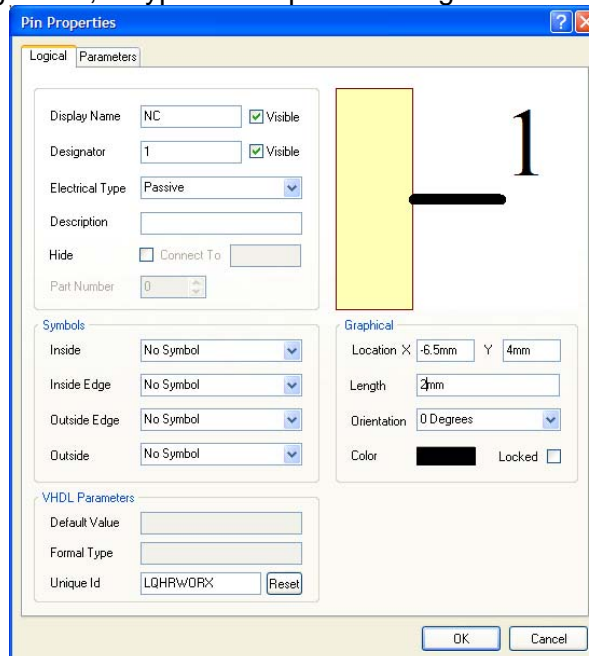 Pin Properties
Logical Parameters
Display Name NC Visible
Designator 1 Visible
Electrical Type Passive
Description
Hide Connect To
Part Number 0
1
Symbols
Inside No Symbol
Inside Edge No Symbol
Outside Edge No Symbol
Outside No Symbol
Graphical
Location X -6.5mm Y 4mm
Length 2mm
Orientation 0 Degrees
Color Locked
VHDL Parameters
Default Value
Formal Type
Unique Id LQHRWORX Reset
OK Cancel